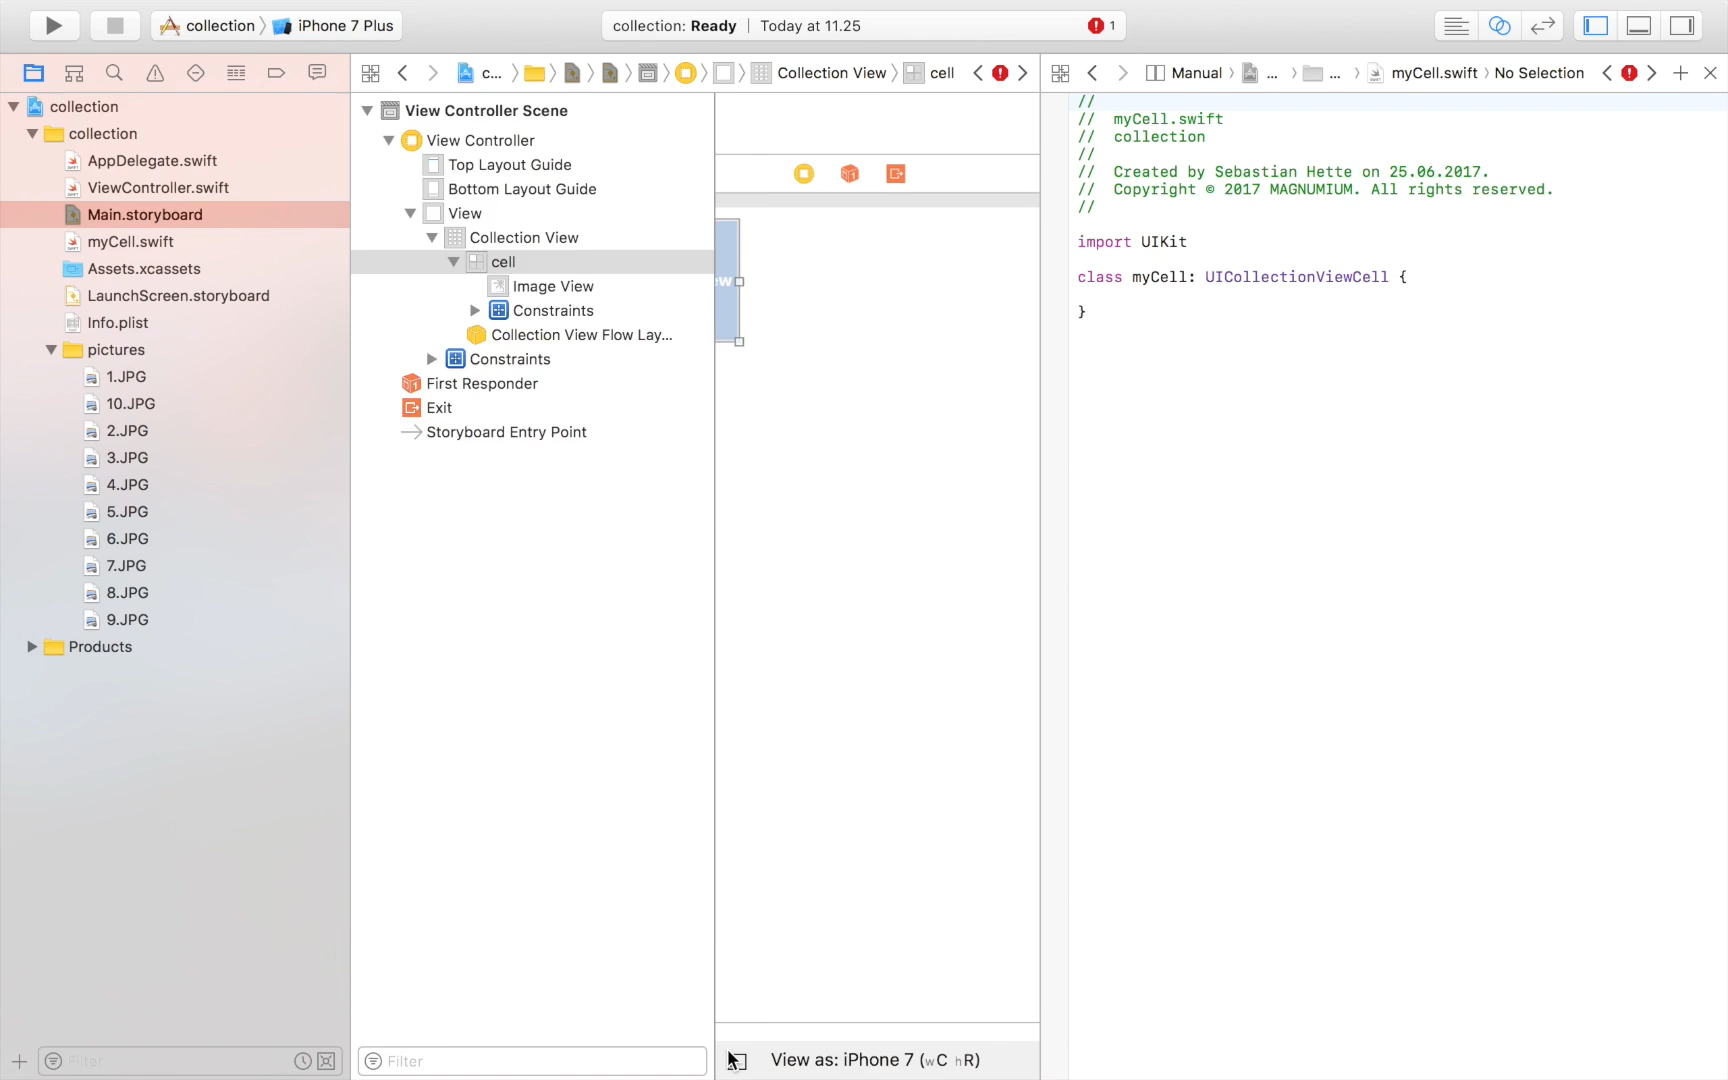 collection
iPhone 7 Plus
collection: Ready | Today at 11.25
1
c...
Collection View
cell
Manual
...
...
myCell.swift
No Selection
collection
collection
AppDelegate.swift
ViewController.swift
Main.storyboard
myCell.swift
Assets.xcassets
LaunchScreen.storyboard
Info.plist
pictures
1.JPG
10.JPG
2.JPG
3.JPG
4.JPG
5.JPG
6.JPG
7.JPG
8.JPG
9.JPG
Products
Filter
View Controller Scene
View Controller
Top Layout Guide
Bottom Layout Guide
View
Collection View
cell
Image View
Constraints
Collection View Flow Lay...
Constraints
First Responder
Exit
Storyboard Entry Point
Filter
ew
View as: iPhone 7 (wC hR)
//
// myCell.swift
// collection
//
// Created by Sebastian Hette on 25.06.2017.
// Copyright © 2017 MAGNUMIUM. All rights reserved.
//
import UIKit
class myCell: UICollectionViewCell {
}